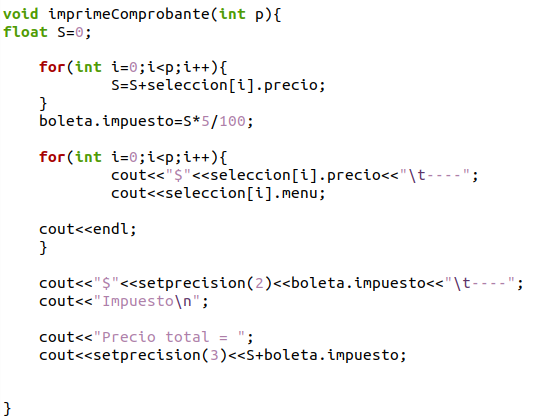 void imprimeComprobante(int p){
float S=0;
for(int i=0;i<p;i++){
S=S+seleccion[i].precio;
}
boleta.impuesto=S*5/100;
for(int i=0;i<p;i++){
cout<<"$"<<seleccion[i].precio<<"\t----";
cout<<seleccion[i].menu;
cout<<endl;
}
cout<<"$"<<setprecision(2)<<boleta.impuesto<<"\t----";
cout<<"Impuesto\n";
cout<<"Precio total = ";
cout<<setprecision(3)<<S+boleta.impuesto;
}